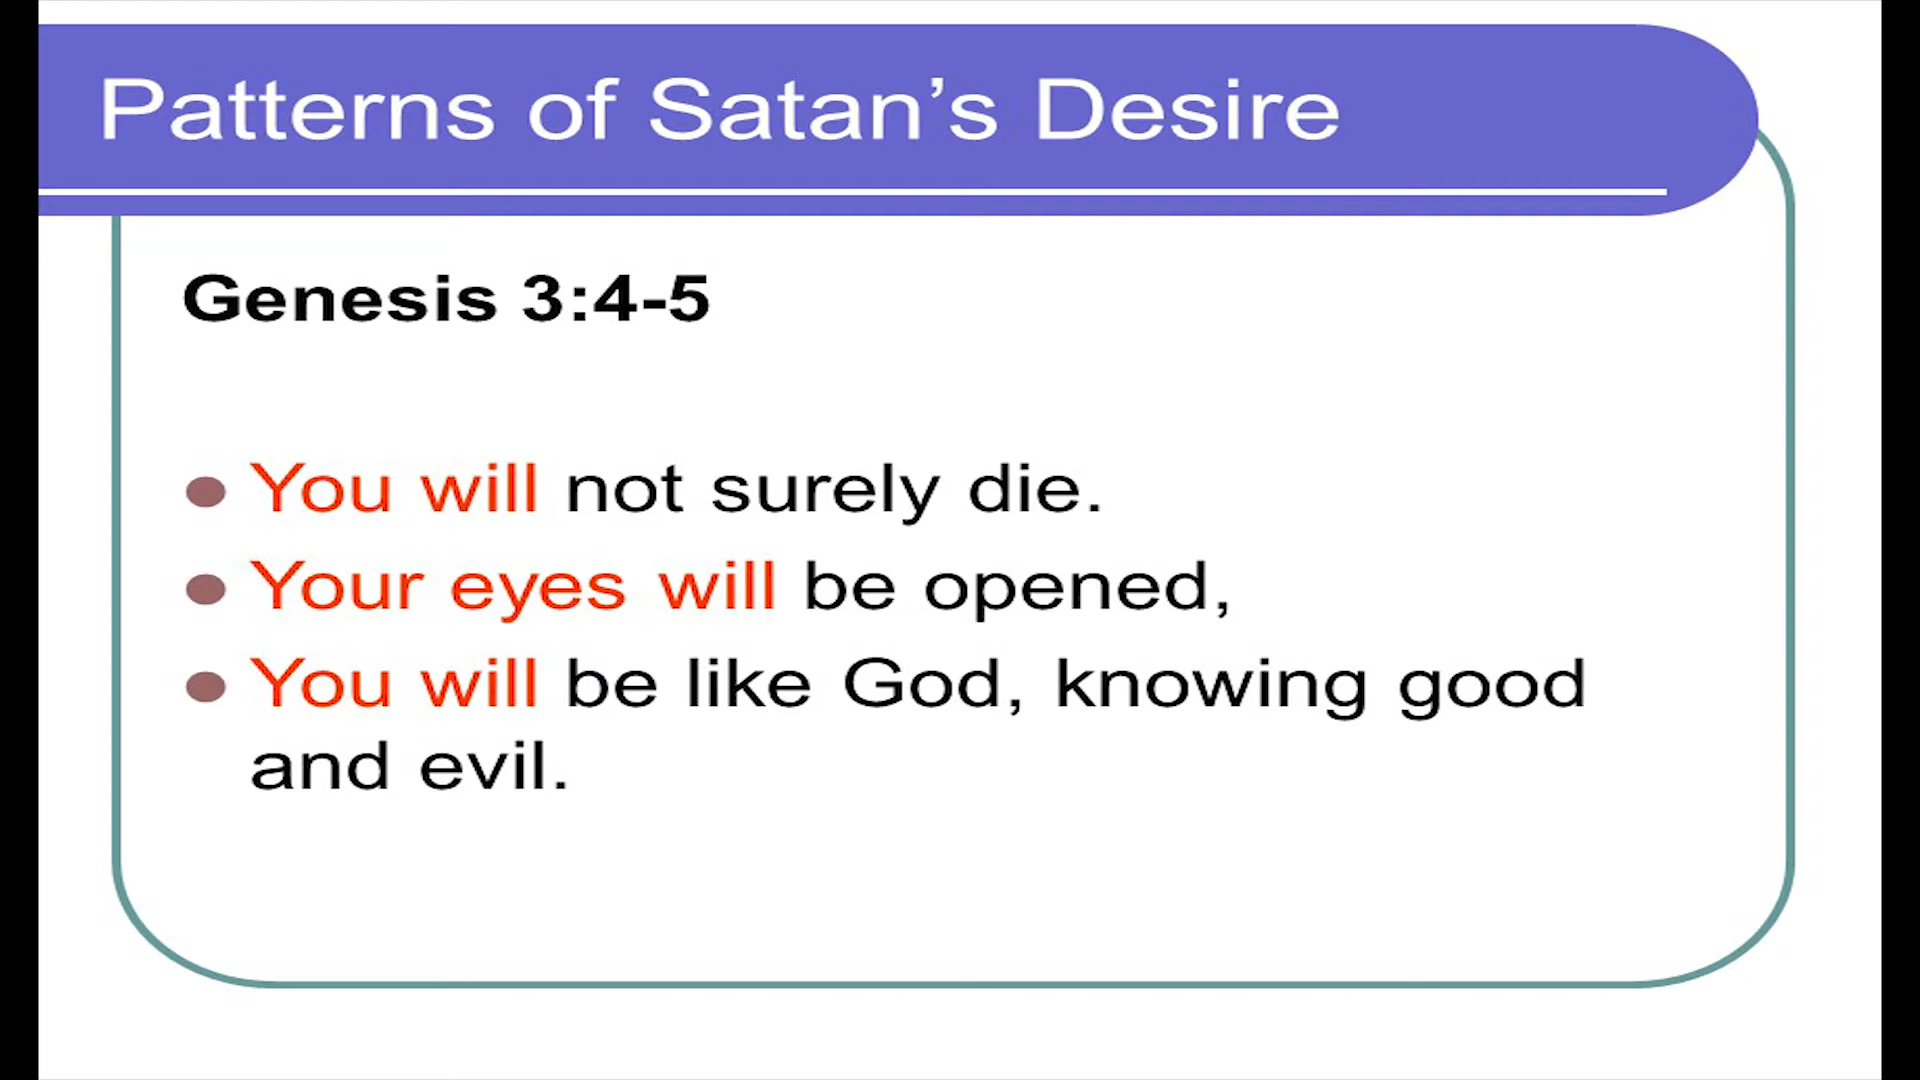 Patterns of Satan’s Desire
Genesis 3:4-5
You will not surely die.
Your eyes will be opened,
You will be like God, knowing good
and evil.